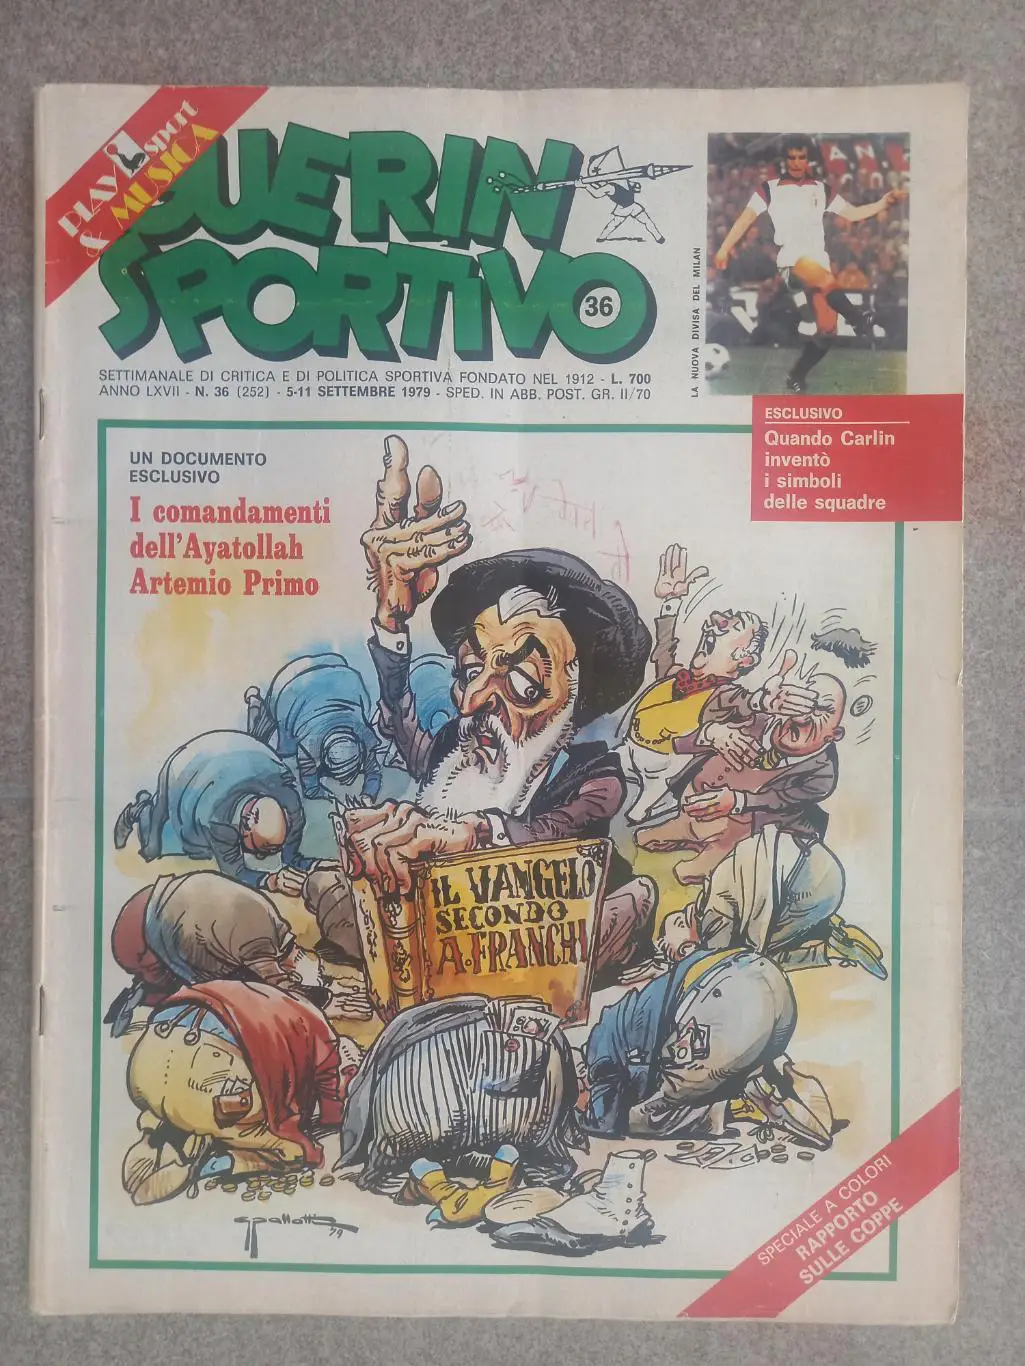 PLAY sport
& MUSICA
GUERIN
SPORTIVO
36
SETTIMANALE DI CRITICA E DI POLITICA SPORTIVA FONDATO NEL 1912 - L. 700
ANNO LXVII - N. 36 (252) - 5-11 SETTEMBRE 1979 - SPED. IN ABB. POST. GR. II/70
LA NUOVA DIVISA DEL MILAN
ESCLUSIVO
Quando Carlin
inventò
i simboli
delle squadre
UN DOCUMENTO
ESCLUSIVO
I comandamenti
dell'Ayatollah
Artemio Primo
IL VANGELO
SECONDO
A. FRANCHI
SPECIALE A COLORI
RAPPORTO
SULLE COPPE
79